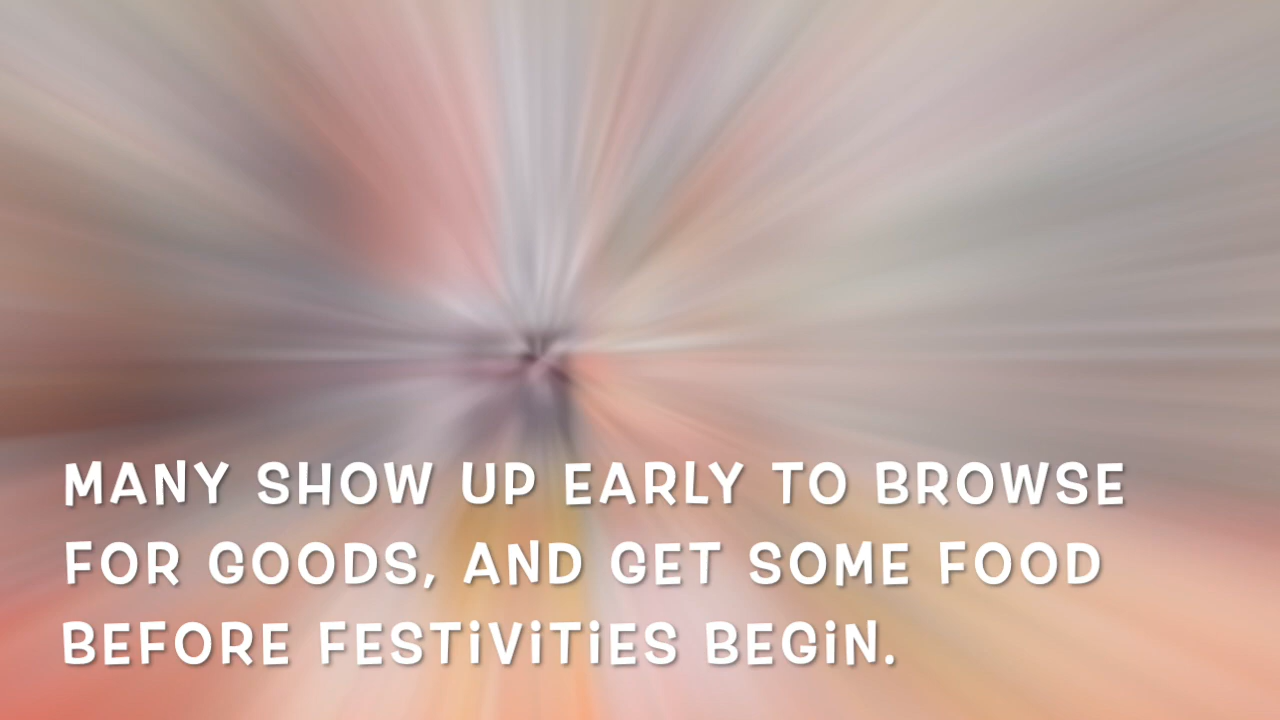 MANY SHOW UP EARLY TO BROWSE
FOR GOODS, AND GET SOME FOOD
BEFORE FESTiViTiES BEGiN.